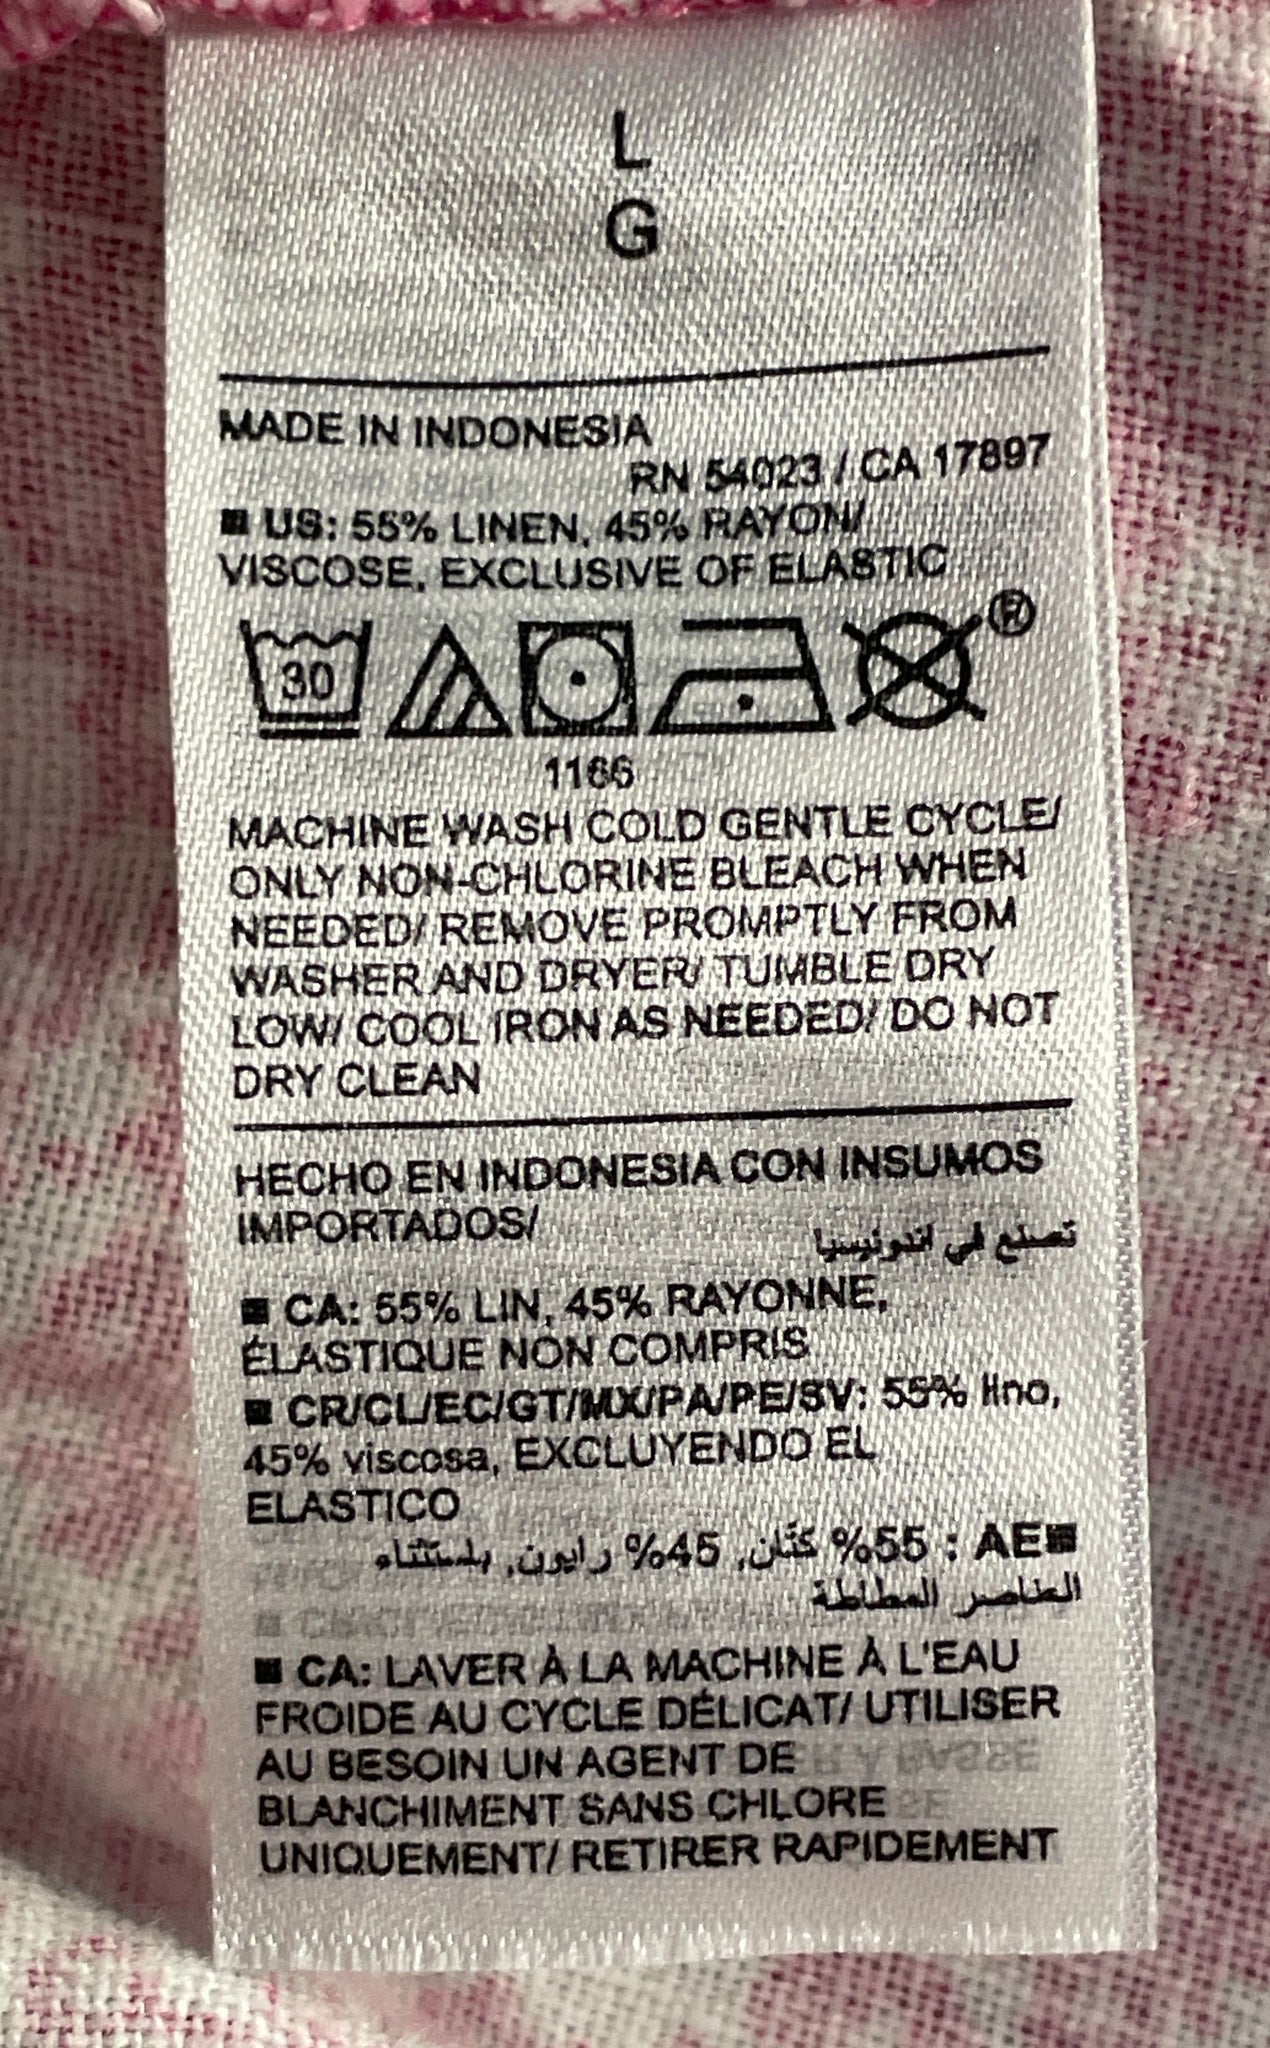 L
G
MADE IN INDONESIA
RN 54023 / CA 17897
■ US: 55% LINEN, 45% RAYON/
VISCOSE, EXCLUSIVE OF ELASTIC
30
®
1166
MACHINE WASH COLD GENTLE CYCLE/
ONLY NON-CHLORINE BLEACH WHEN
NEEDED/ REMOVE PROMPTLY FROM
WASHER AND DRYER/ TUMBLE DRY
LOW/ COOL IRON AS NEEDED/ DO NOT
DRY CLEAN
HECHO EN INDONESIA CON INSUMOS
IMPORTADOS/
تصنع في اندونيسيا
■ CA: 55% LIN, 45% RAYONNE,
ÉLASTIQUE NON COMPRIS
■ CR/CL/EC/GT/MX/PA/PE/SV: 55% lino,
45% viscosa, EXCLUYENDO EL
ELASTICO
■AE : 55% كتّان, 45% رايون, بلستثناء
العناصر المطاطة
■ CA: LAVER À LA MACHINE À L'EAU
FROIDE AU CYCLE DÉLICAT/ UTILISER
AU BESOIN UN AGENT DE
BLANCHIMENT SANS CHLORE
UNIQUEMENT/ RETIRER RAPIDEMENT